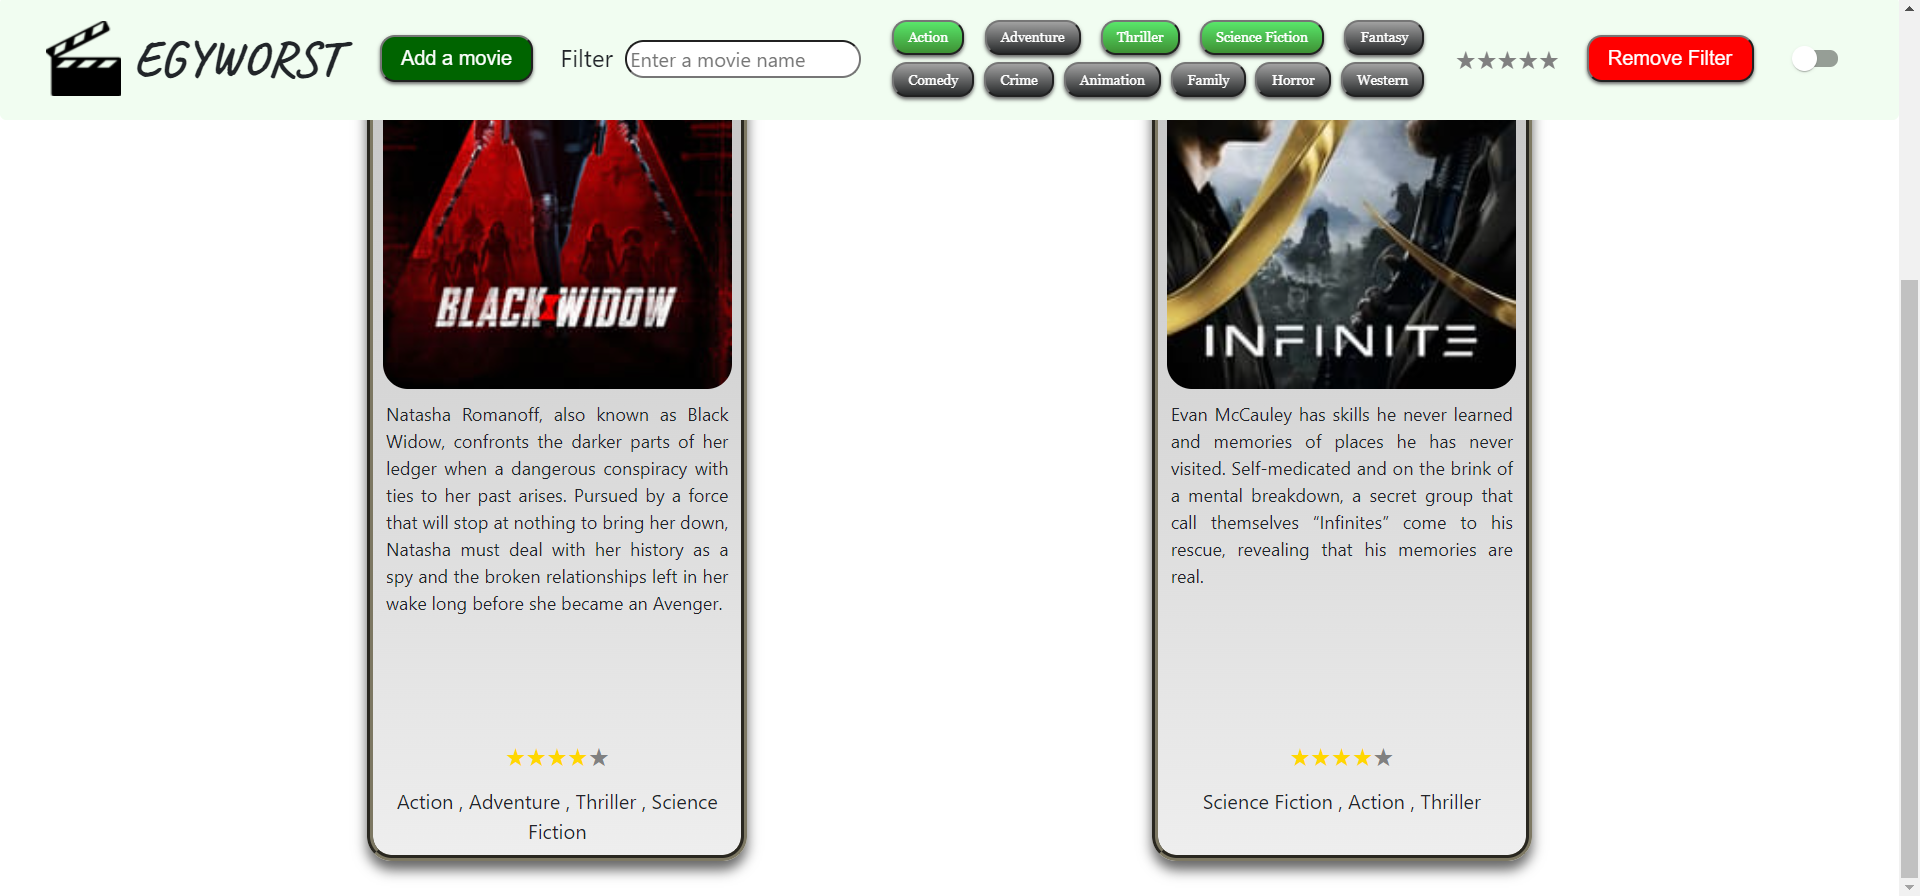 EGYWORST
Add a movie
Filter
Enter a movie name
Action Adventure Thriller Science Fiction Fantasy
Comedy Crime Animation Family Horror Western
★★★★★
Remove Filter
BLACK WIDOW
Natasha Romanoff, also known as Black
Widow, confronts the darker parts of her
ledger when a dangerous conspiracy with
ties to her past arises. Pursued by a force
that will stop at nothing to bring her down,
Natasha must deal with her history as a
spy and the broken relationships left in her
wake long before she became an Avenger.
★★★★★
Action , Adventure , Thriller , Science
Fiction
INFINITE
Evan McCauley has skills he never learned
and memories of places he has never
visited. Self-medicated and on the brink of
a mental breakdown, a secret group that
call themselves “Infinites” come to his
rescue, revealing that his memories are
real.
★★★★★
Science Fiction , Action , Thriller